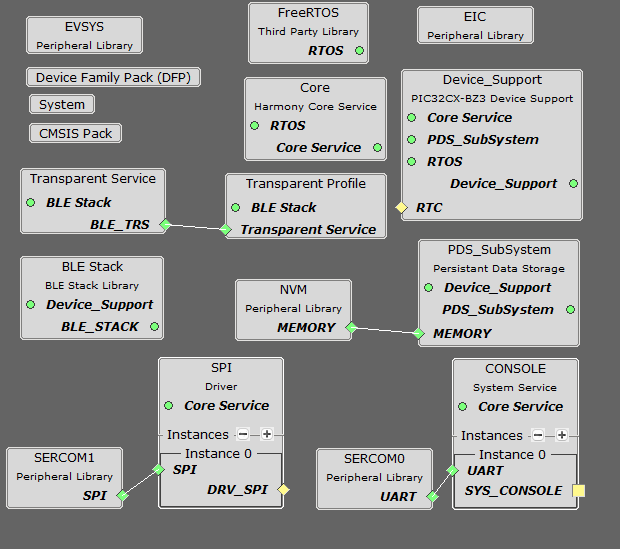 EVSYS
Peripheral Library
FreeRTOS
Third Party Library
RTOS
EIC
Peripheral Library
Device Family Pack (DFP)
System
CMSIS Pack
Core
Harmony Core Service
RTOS
Core Service
Device_Support
PIC32CX-BZ3 Device Support
Core Service
PDS_SubSystem
RTOS
Device_Support
RTC
Transparent Service
BLE Stack
BLE_TRS
Transparent Profile
BLE Stack
Transparent Service
BLE Stack
BLE Stack Library
Device_Support
BLE_STACK
NVM
Peripheral Library
MEMORY
PDS_SubSystem
Persistant Data Storage
Device_Support
PDS_SubSystem
MEMORY
SPI
Driver
Core Service
Instances
Instance 0
SPI
DRV_SPI
SERCOM1
Peripheral Library
SPI
CONSOLE
System Service
Core Service
Instances
Instance 0
UART
SYS_CONSOLE
SERCOM0
Peripheral Library
UART